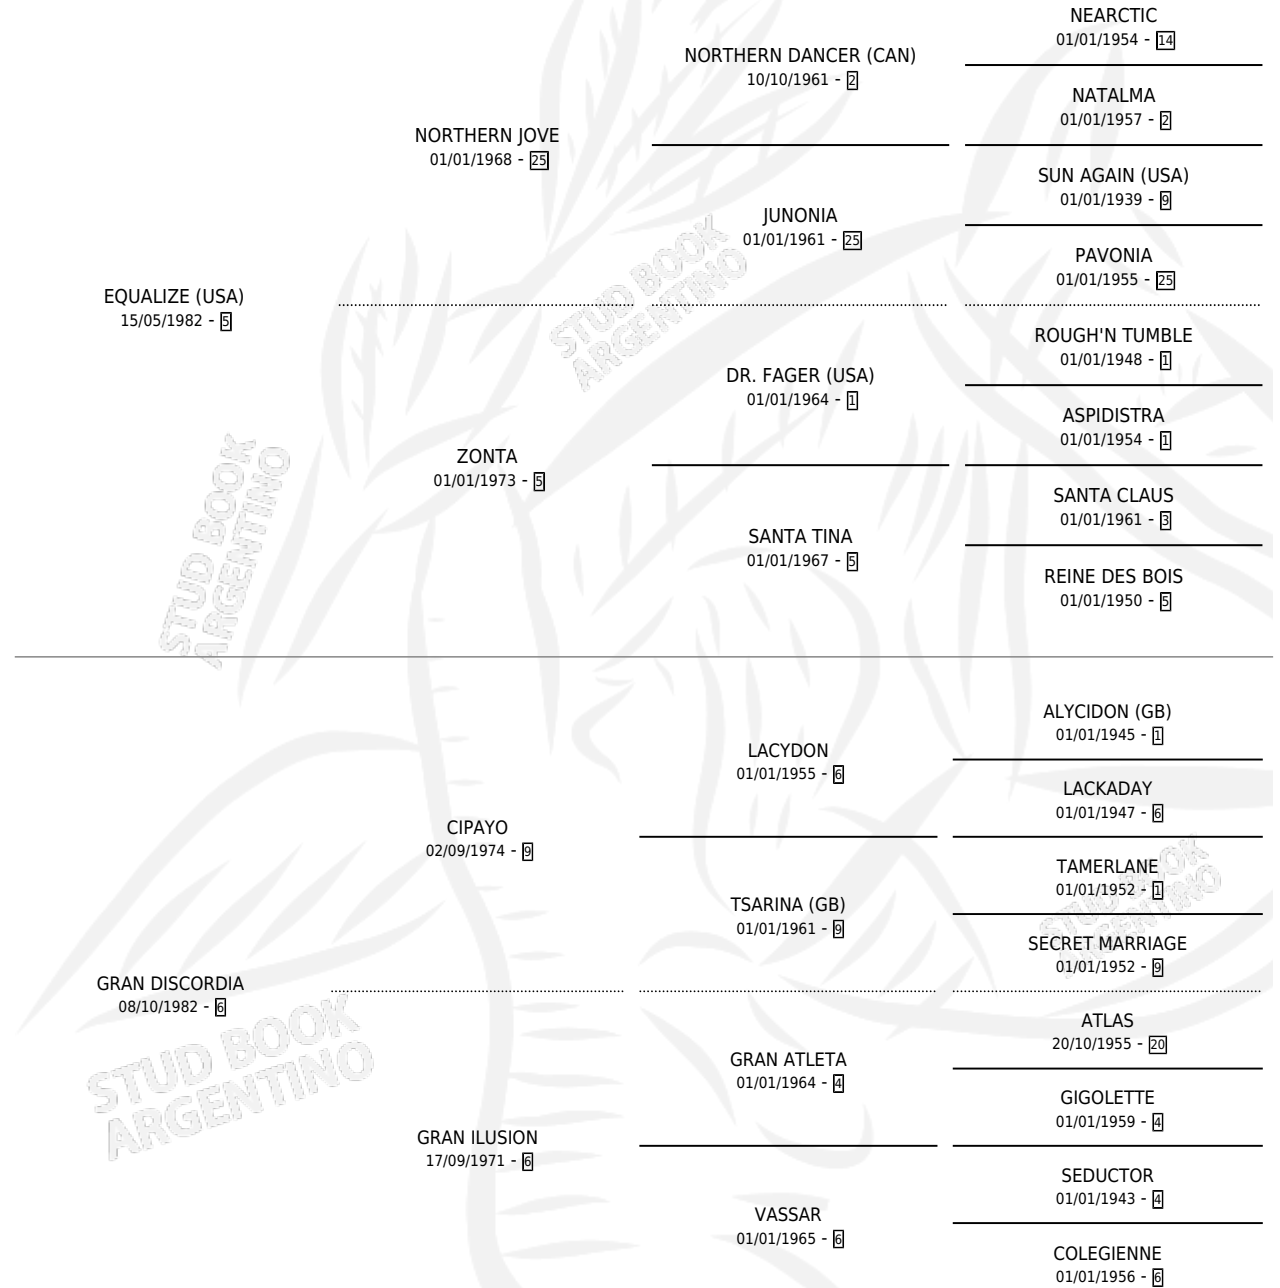 NEARCTIC
01/01/1954 - 14
NORTHERN DANCER (CAN)
10/10/1961 - 2
NATALMA
01/01/1957 - 2
NORTHERN JOVE
01/01/1968 - 25
SUN AGAIN (USA)
01/01/1939 - 9
JUNONIA
01/01/1961 - 25
PAVONIA
01/01/1955 - 25
EQUALIZE (USA)
15/05/1982 - 5
STUD BOOK
ARGENTINO
ROUGH'N TUMBLE
01/01/1948 - 1
DR. FAGER (USA)
01/01/1964 - 1
ASPIDISTRA
01/01/1954 - 1
ZONTA
01/01/1973 - 5
SANTA CLAUS
01/01/1961 - 3
SANTA TINA
01/01/1967 - 5
REINE DES BOIS
01/01/1950 - 5
STUD BOOK
ARGENTINO
ALYCIDON (GB)
01/01/1945 - 1
LACYDON
01/01/1955 - 6
LACKADAY
01/01/1947 - 6
CIPAYO
02/09/1974 - 9
TAMERLANE
01/01/1952 - 1
TSARINA (GB)
01/01/1961 - 9
SECRET MARRIAGE
01/01/1952 - 9
STUD BOOK
ARGENTINO
GRAN DISCORDIA
08/10/1982 - 6
ATLAS
20/10/1955 - 20
GRAN ATLETA
01/01/1964 - 4
GIGOLETTE
01/01/1959 - 4
STUD BOOK
ARGENTINO
GRAN ILUSION
17/09/1971 - 6
SEDUCTOR
01/01/1943 - 4
VASSAR
01/01/1965 - 6
COLEGIENNE
01/01/1956 - 6